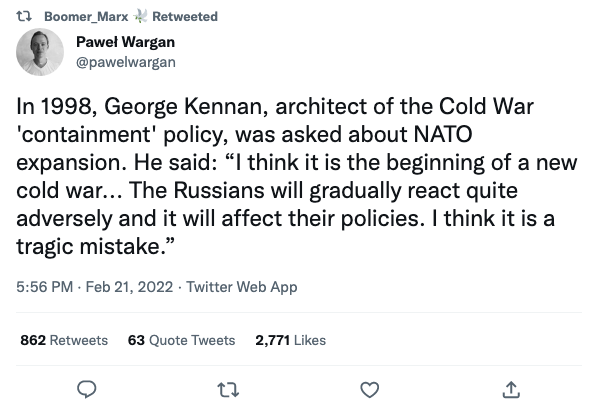 Boomer_Marx 🕊️ Retweeted
Paweł Wargan
@pawelwargan
In 1998, George Kennan, architect of the Cold War
'containment' policy, was asked about NATO
expansion. He said: “I think it is the beginning of a new
cold war... The Russians will gradually react quite
adversely and it will affect their policies. I think it is a
tragic mistake.”
5:56 PM · Feb 21, 2022 · Twitter Web App
862 Retweets 63 Quote Tweets 2,771 Likes